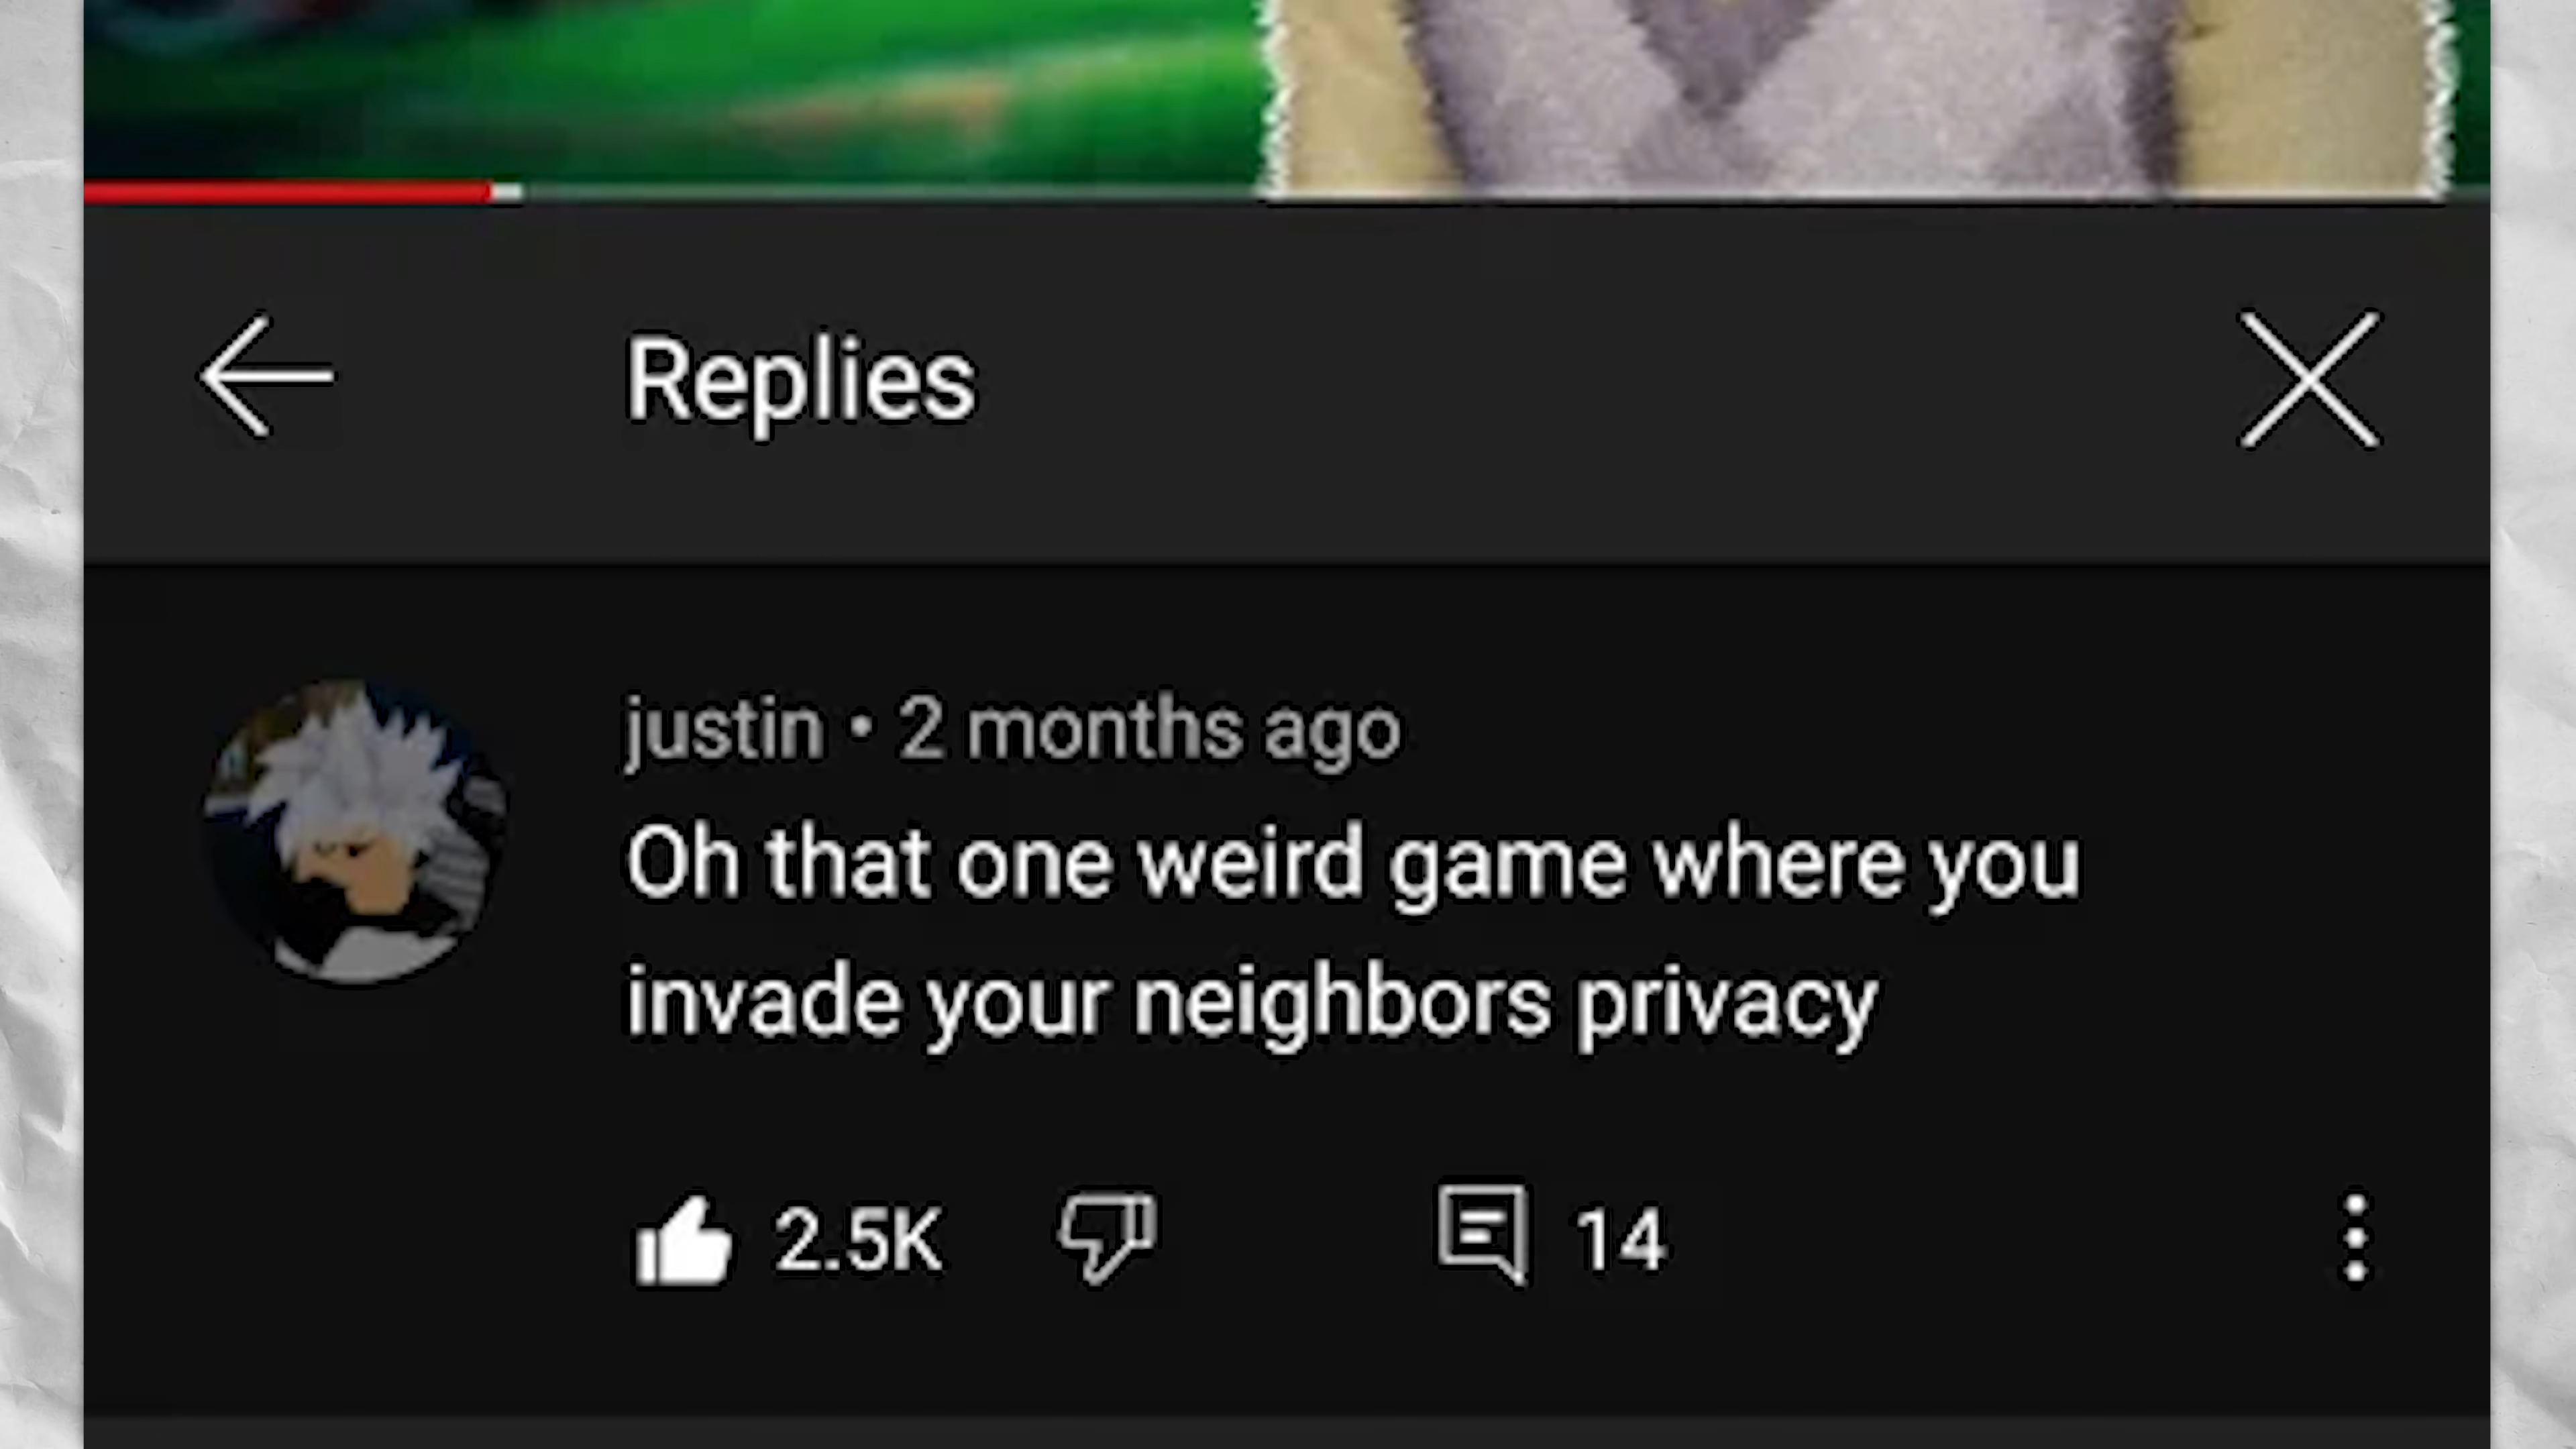 Replies
justin • 2 months ago
Oh that one weird game where you
invade your neighbors privacy
2.5K 14